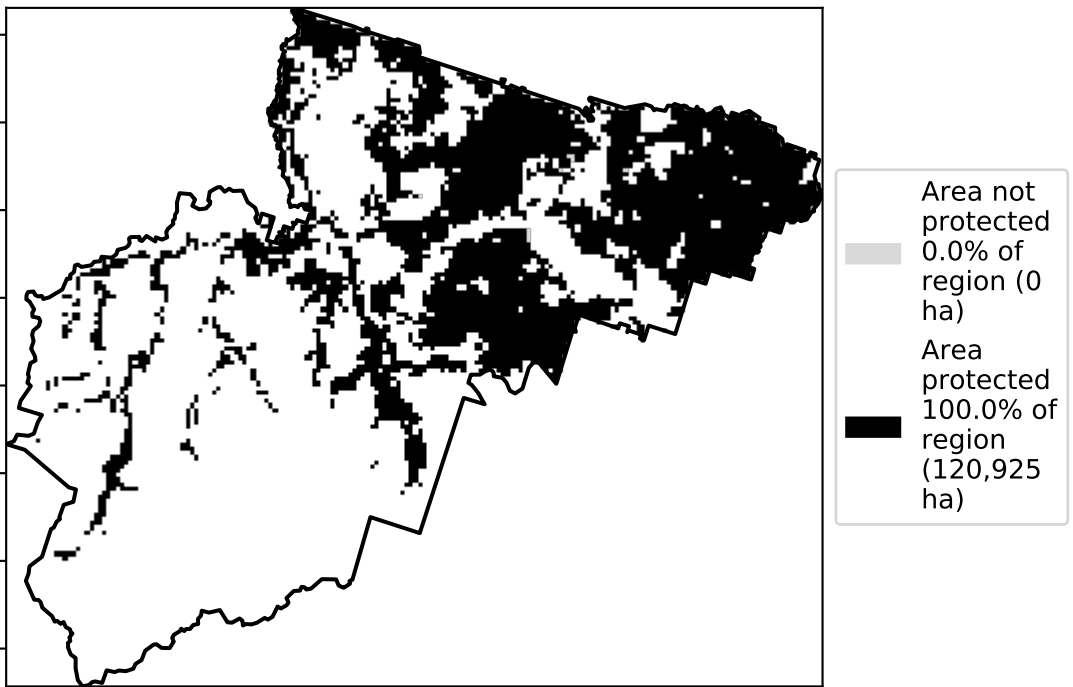 Area not
protected
0.0% of
region (0
ha)
Area
protected
100.0% of
region
(120,925
ha)